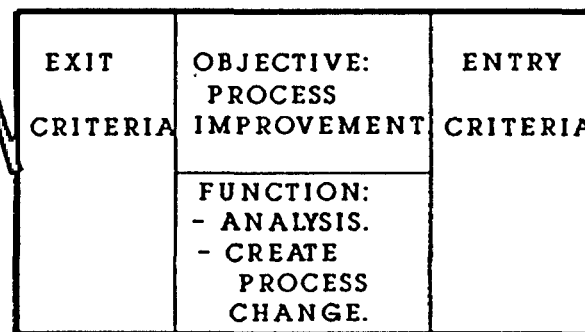 EXIT
CRITERIA
OBJECTIVE:
PROCESS
IMPROVEMENT
FUNCTION:
- ANALYSIS.
- CREATE
PROCESS
CHANGE.
ENTRY
CRITERIA